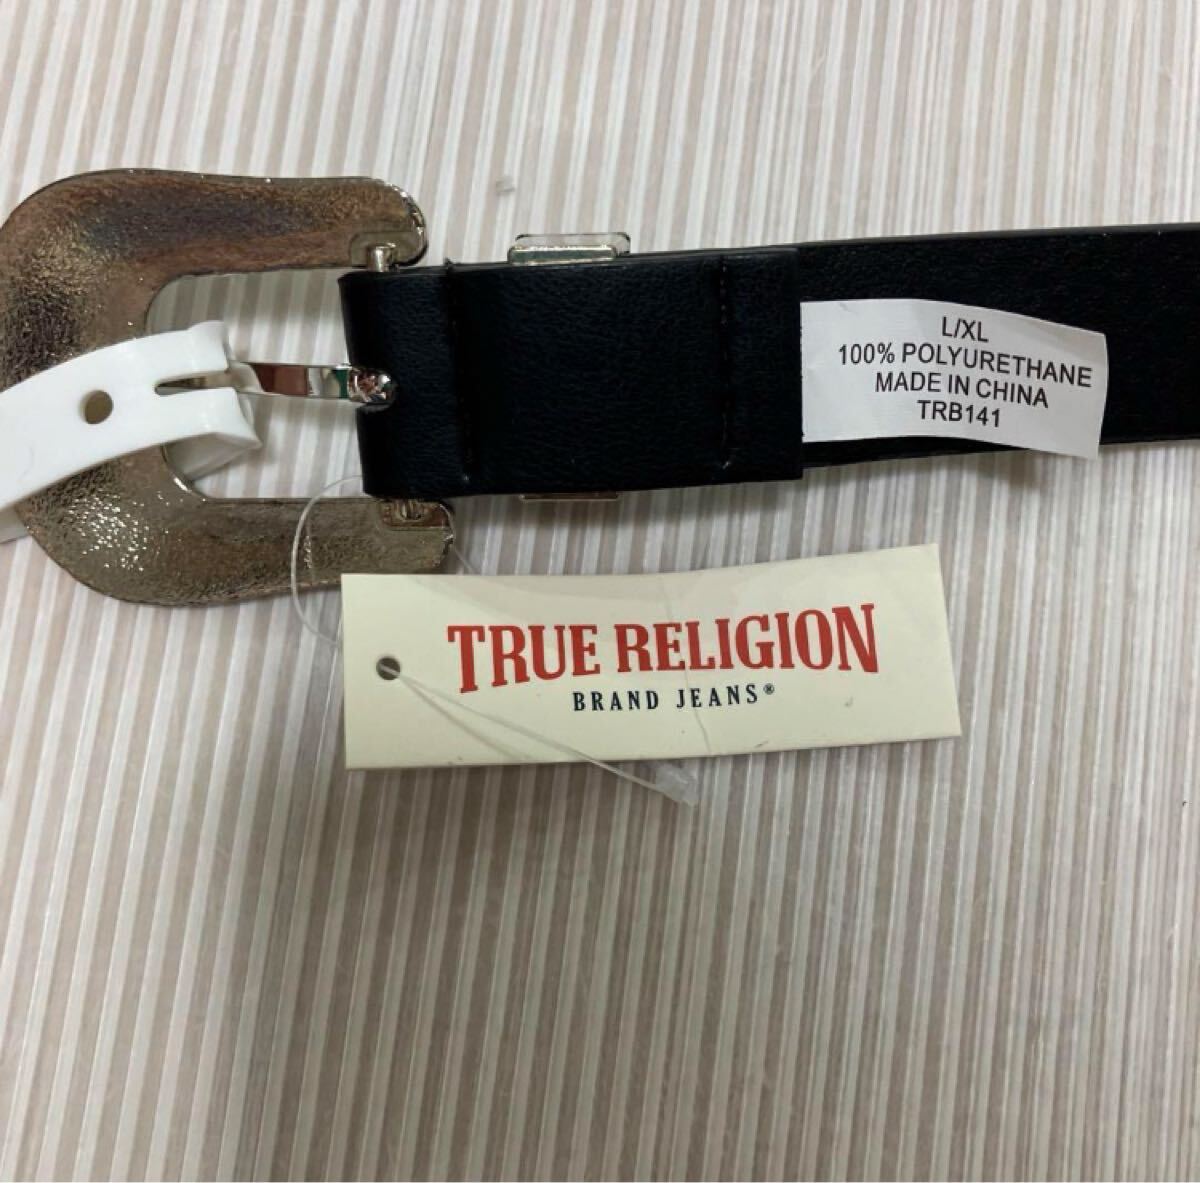 L/XL
100% POLYURETHANE
MADE IN CHINA
TRB141
TRUE RELIGION
BRAND JEANS®